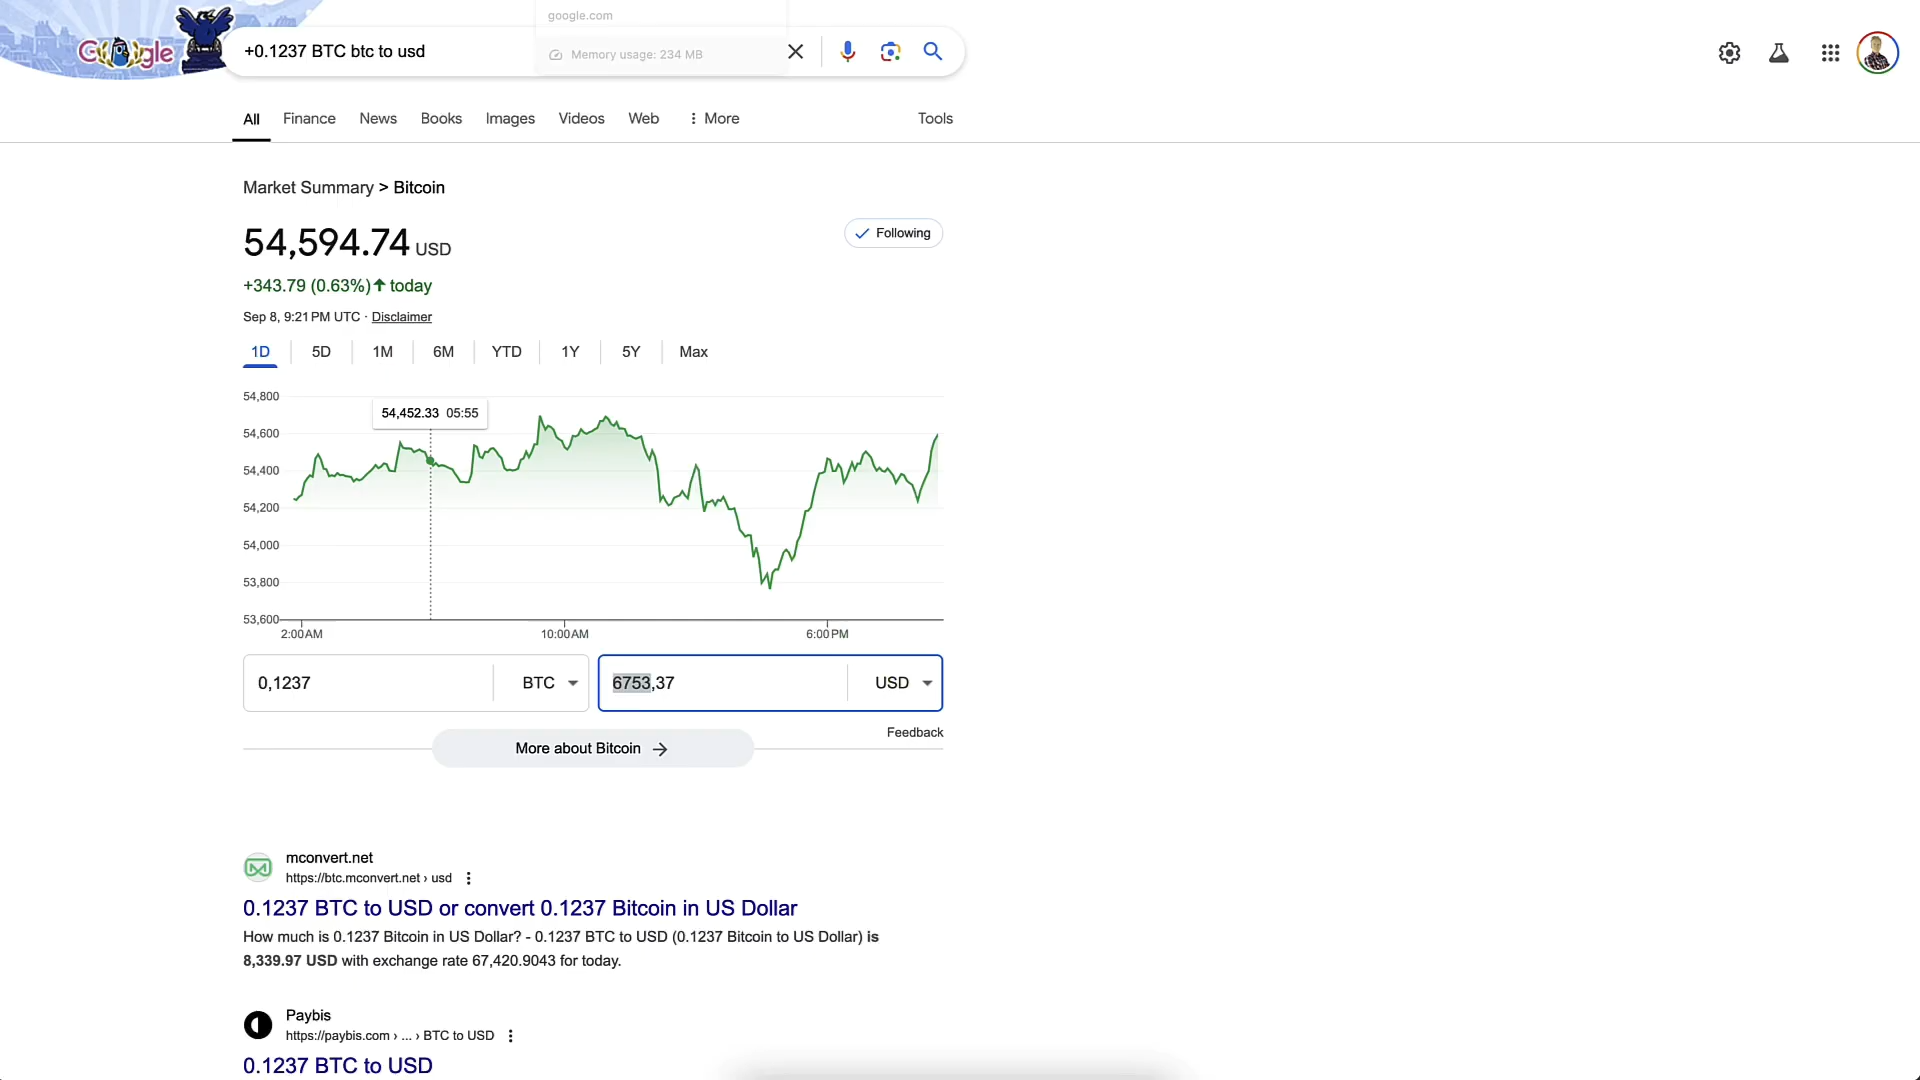 google.com
Memory usage: 234 MB
Google
+0.1237 BTC btc to usd
All
Finance
News
Books
Images
Videos
Web
More
Tools
Market Summary > Bitcoin
54,594.74 USD
Following
+343.79 (0.63%) today
Sep 8, 9:21 PM UTC · Disclaimer
1D
5D
1M
6M
YTD
1Y
5Y
Max
54,800
54,452.33 05:55
54,600
54,400
54,200
54,000
53,800
53,600
2:00 AM
10:00 AM
6:00 PM
0,1237
BTC
6753,37
USD
Feedback
More about Bitcoin
mconvert.net
https://btc.mconvert.net › usd
0.1237 BTC to USD or convert 0.1237 Bitcoin in US Dollar
How much is 0.1237 Bitcoin in US Dollar? - 0.1237 BTC to USD (0.1237 Bitcoin to US Dollar) is
8,339.97 USD with exchange rate 67,420.9043 for today.
Paybis
https://paybis.com › ... › BTC to USD
0.1237 BTC to USD